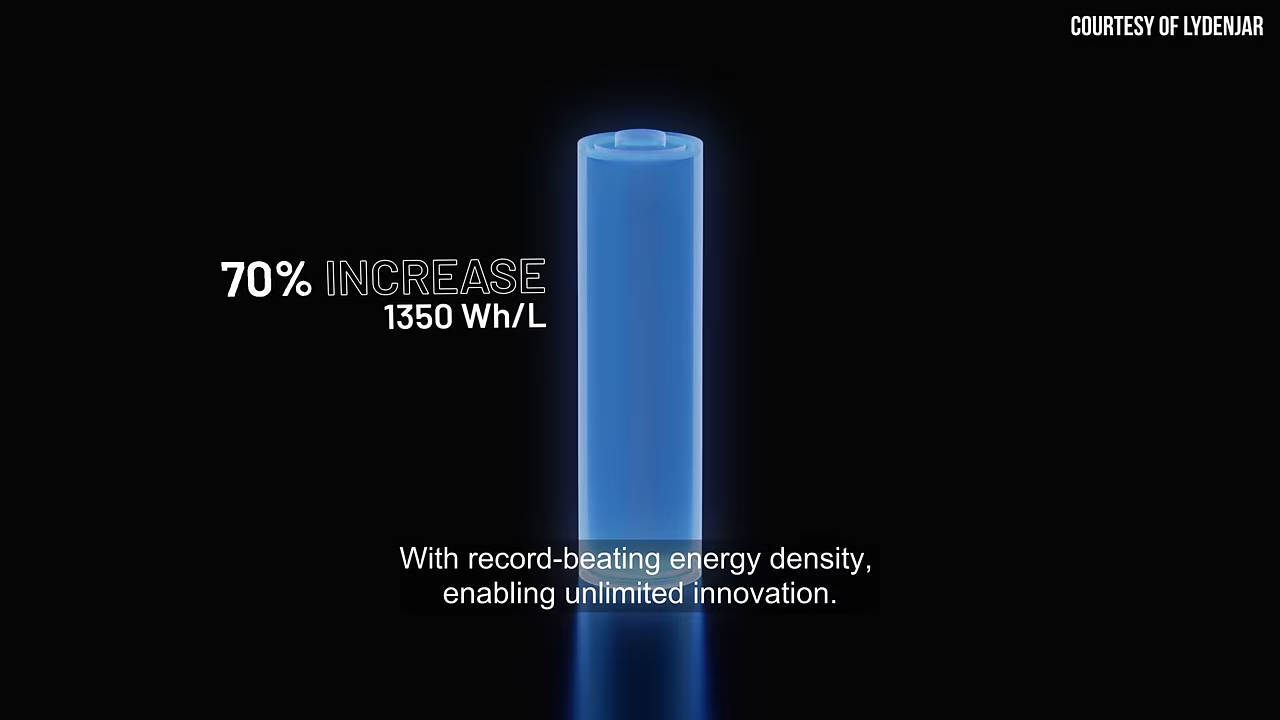 COURTESY OF LYDENJAR
70% INCREASE
1350 Wh/L
With record-beating energy density,
enabling unlimited innovation.